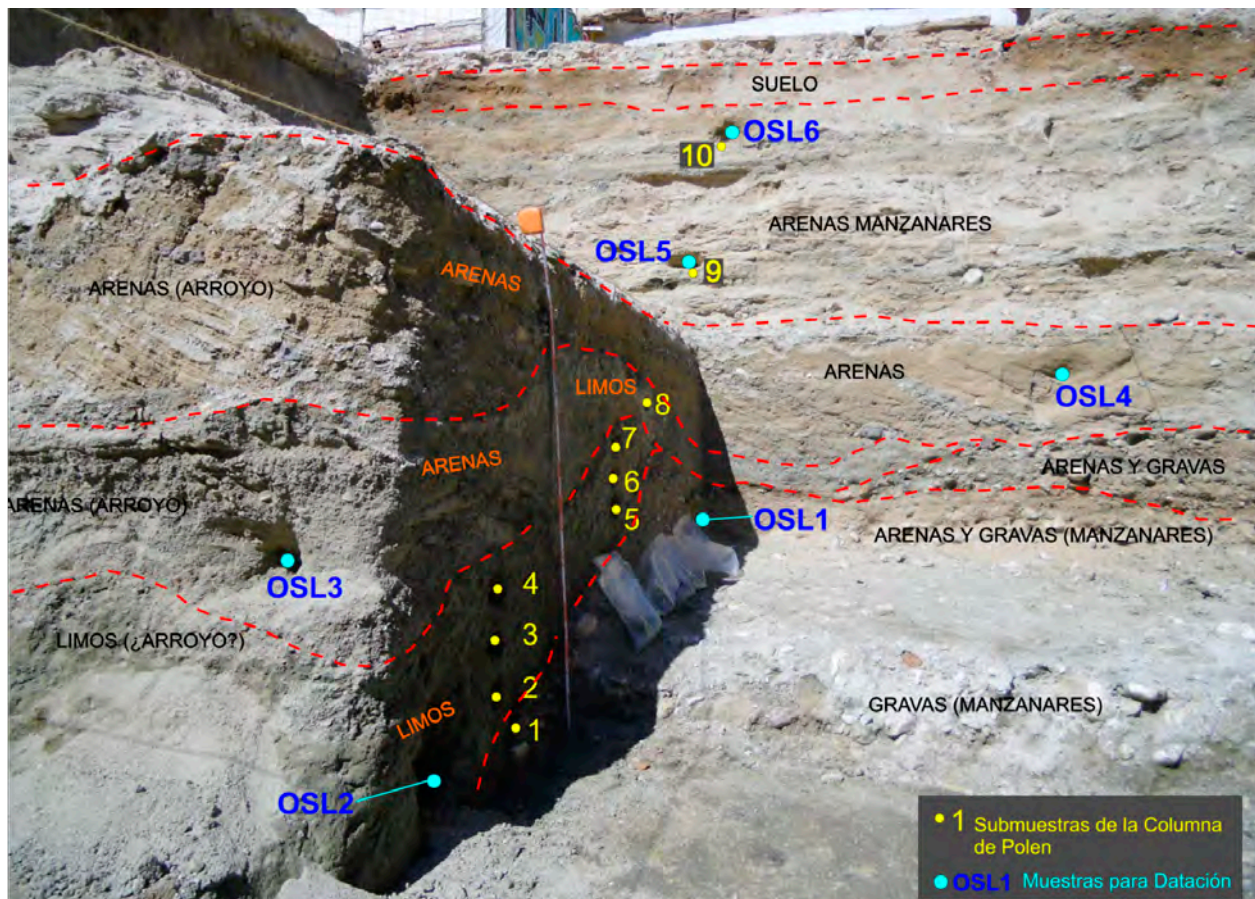 SUELO
OSL6
10
ARENAS MANZANARES
OSL5
9
ARENAS
ARENAS (ARROYO)
LIMOS
ARENAS
OSL4
8
7
ARENAS
ARENAS Y GRAVAS
6
ARENAS (ARROYO)
5
OSL1
ARENAS Y GRAVAS (MANZANARES)
OSL3
4
LIMOS (¿ARROYO?)
3
2
GRAVAS (MANZANARES)
LIMOS
1
OSL2
1 Submuestras de la Columna
de Polen
OSL1 Muestras para Datación